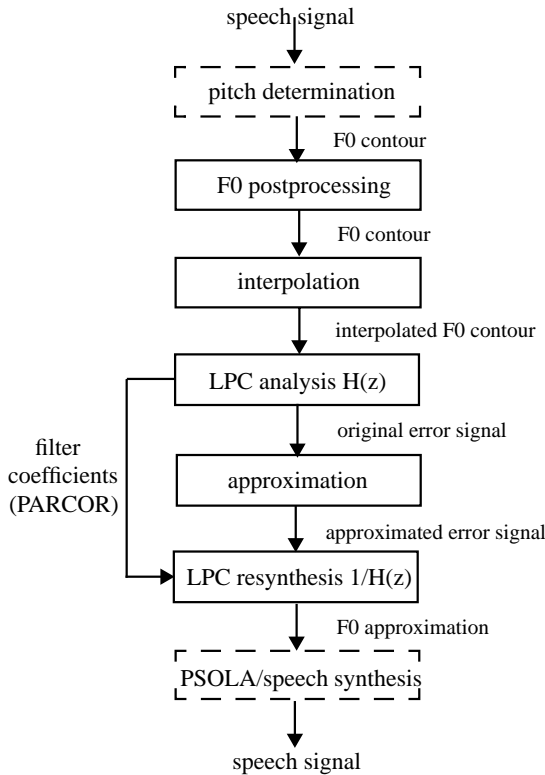 speech signal
pitch determination
F0 contour
F0 postprocessing
F0 contour
interpolation
interpolated F0 contour
LPC analysis H(z)
original error signal
filter
coefficients
(PARCOR)
approximation
approximated error signal
LPC resynthesis 1/H(z)
F0 approximation
PSOLA/speech synthesis
speech signal